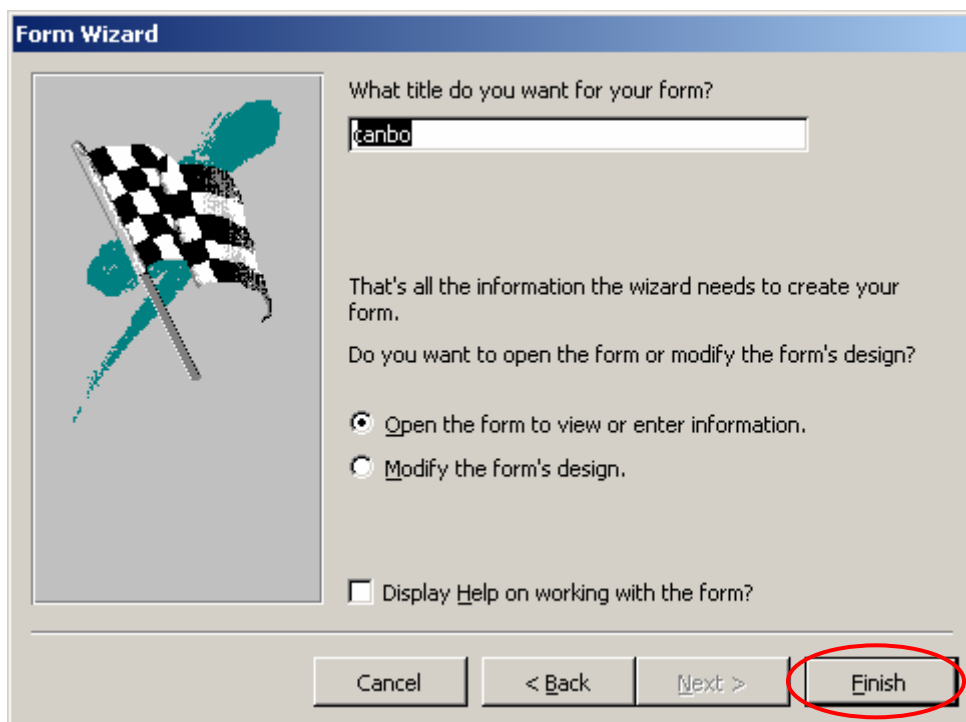 Form Wizard
What title do you want for your form?
canbo
That's all the information the wizard needs to create your
form.
Do you want to open the form or modify the form's design?
Open the form to view or enter information.
Modify the form's design.
Display Help on working with the form?
Cancel
< Back
Next >
Finish